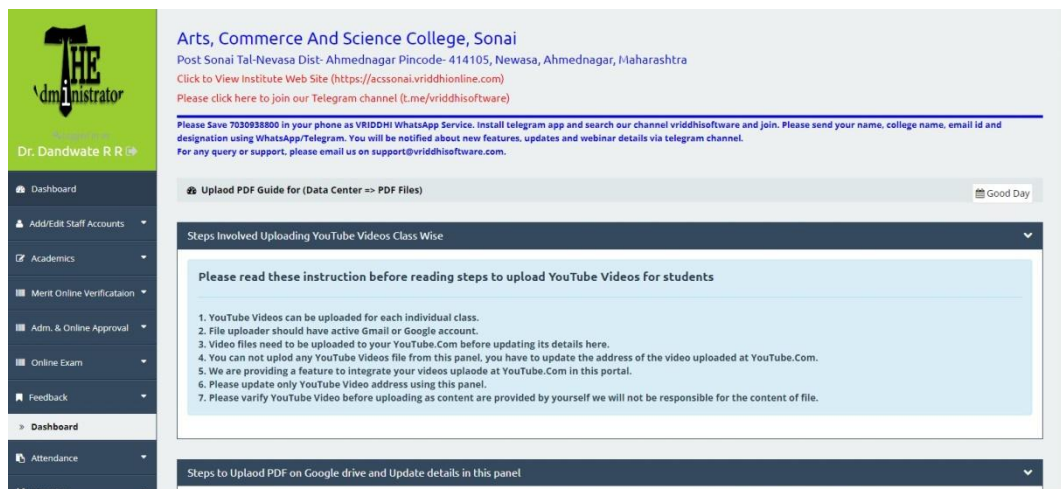 THE
'dministrator
Dr. Dandwate R R
Dashboard
Add/Edit Staff Accounts
Academics
Merit Online Verificataion
Adm. & Online Approval
Online Exam
Feedback
» Dashboard
Attendance
Arts, Commerce And Science College, Sonai
Post Sonai Tal-Nevasa Dist- Ahmednagar Pincode- 414105, Newasa, Ahmednagar, Maharashtra
Click to View Institute Web Site (https://acssonai.vriddhionline.com)
Please click here to join our Telegram channel (t.me/vriddhisoftware)
Please Save 7030938800 in your phone as VRIDDHI WhatsApp Service. Install telegram app and search our channel vriddhisoftware and join. Please send your name, college name, email id and
designation using WhatsApp/Telegram. You will be notified about new features, updates and webinar details via telegram channel.
For any query or support, please email us on support@vriddhisoftware.com.
Uplaod PDF Guide for (Data Center => PDF Files)
Good Day
Steps Involved Uploading YouTube Videos Class Wise
Please read these instruction before reading steps to upload YouTube Videos for students
1. YouTube Videos can be uploaded for each individual class.
2. File uploader should have active Gmail or Google account.
3. Video files need to be uploaded to your YouTube.Com before updating its details here.
4. You can not uplod any YouTube Videos file from this panel, you have to update the address of the video uploaded at YouTube.Com.
5. We are providing a feature to integrate your videos uplaode at YouTube.Com in this portal.
6. Please update only YouTube Video address using this panel.
7. Please varify YouTube Video before uploading as content are provided by yourself we will not be responsible for the content of file.
Steps to Uplaod PDF on Google drive and Update details in this panel